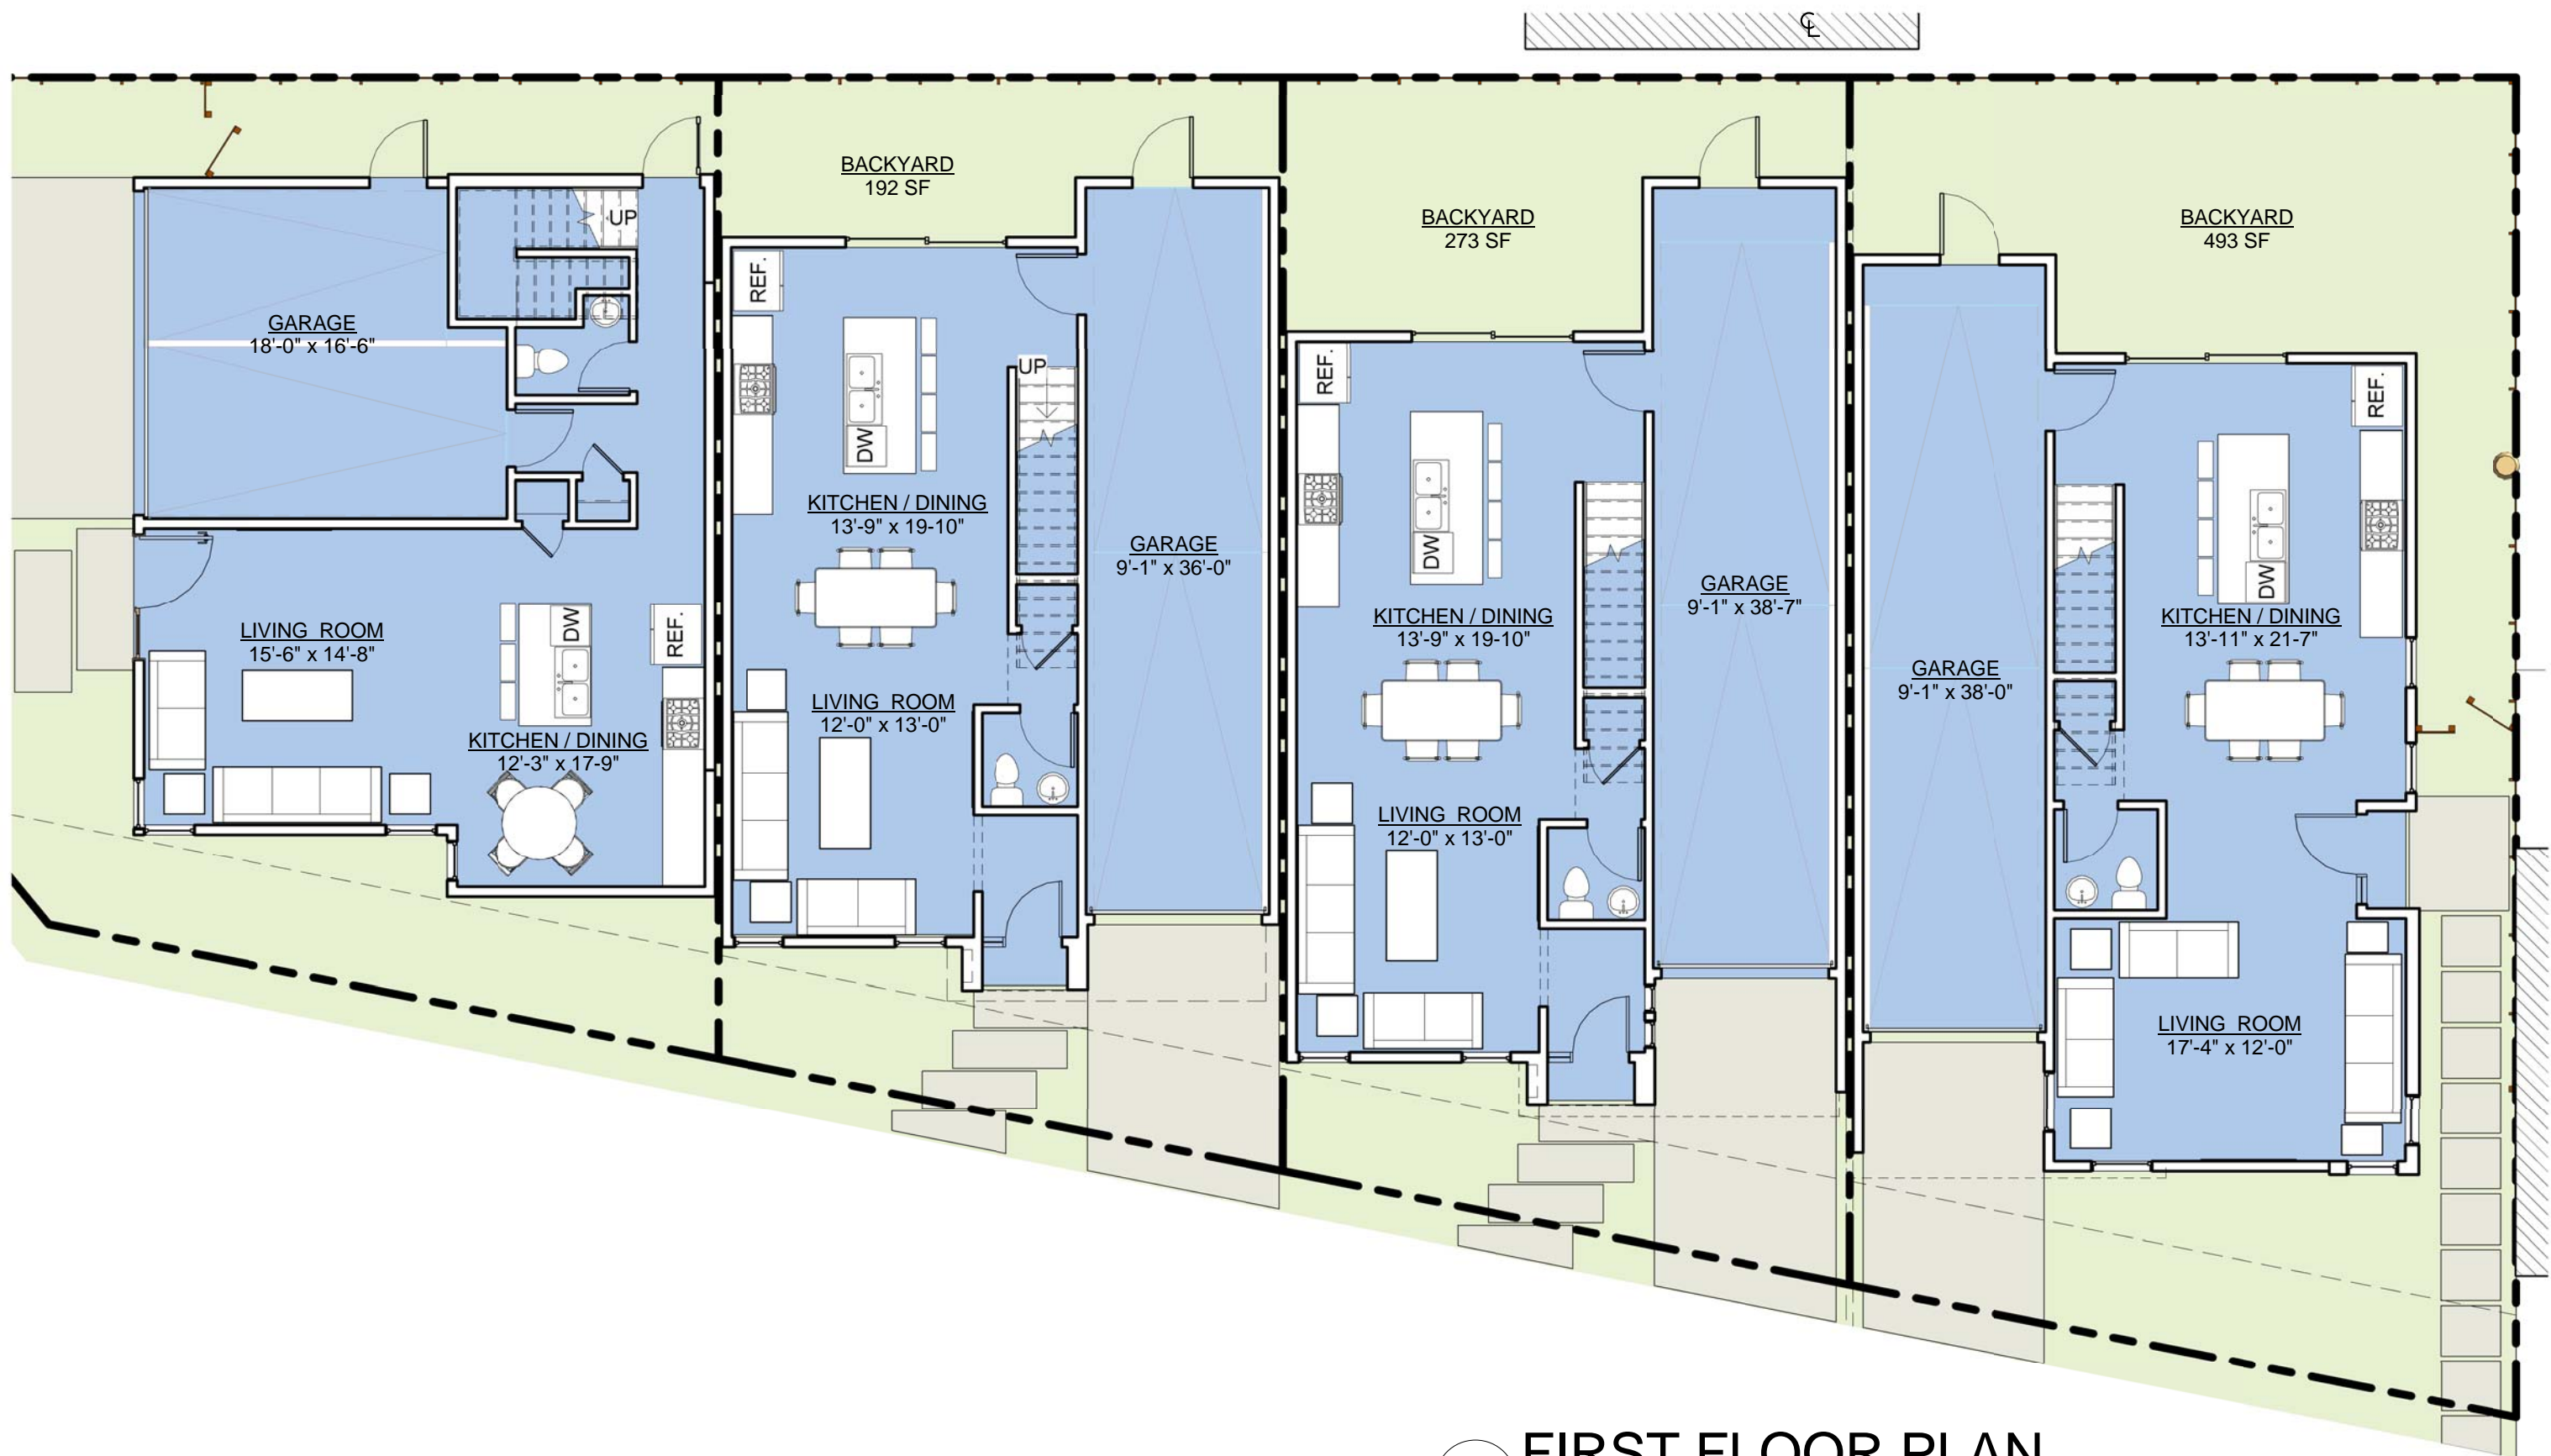 ℄
UP
GARAGE
18'-0" x 16'-6"
LIVING ROOM
15'-6" x 14'-8"
DW
REF.
KITCHEN / DINING
12'-3" x 17-9"
BACKYARD
192 SF
REF.
UP
DW
KITCHEN / DINING
13'-9" x 19-10"
GARAGE
9'-1" x 36'-0"
LIVING ROOM
12'-0" x 13'-0"
BACKYARD
273 SF
REF.
DW
KITCHEN / DINING
13'-9" x 19-10"
GARAGE
9'-1" x 38'-7"
LIVING ROOM
12'-0" x 13'-0"
BACKYARD
493 SF
REF.
DW
KITCHEN / DINING
13'-11" x 21-7"
GARAGE
9'-1" x 38'-0"
LIVING ROOM
17'-4" x 12'-0"
FIRST FLOOR PLAN